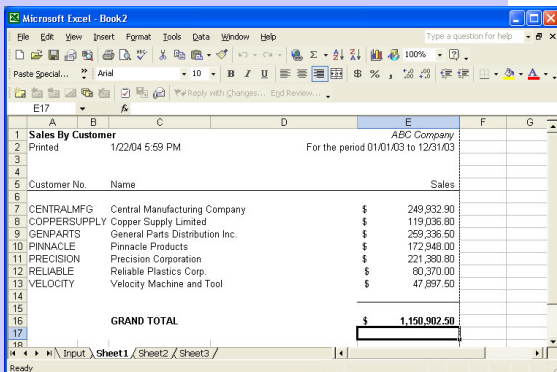 Microsoft Excel - Book2
File Edit View Insert Format Tools Data Window Help Type a question for help
100%
Paste Special... Arial 10 B I U $ % ,
Reply with Changes... End Review...
E17 fx
A B C D E F G
1 Sales By Customer ABC Company
2 Printed 1/22/04 5:59 PM For the period 01/01/03 to 12/31/03
3
4
5 Customer No. Name Sales
6
7 CENTRALMFG Central Manufacturing Company $ 249,932.90
8 COPPERSUPPLY Copper Supply Limited $ 119,036.80
9 GENPARTS General Parts Distribution Inc. $ 259,336.50
10 PINNACLE Pinnacle Products $ 172,948.00
11 PRECISION Precision Corporation $ 221,380.80
12 RELIABLE Reliable Plastics Corp. $ 80,370.00
13 VELOCITY Velocity Machine and Tool $ 47,897.50
14
15
16 GRAND TOTAL $ 1,150,902.50
17
18
Input Sheet1 Sheet2 Sheet3
Ready